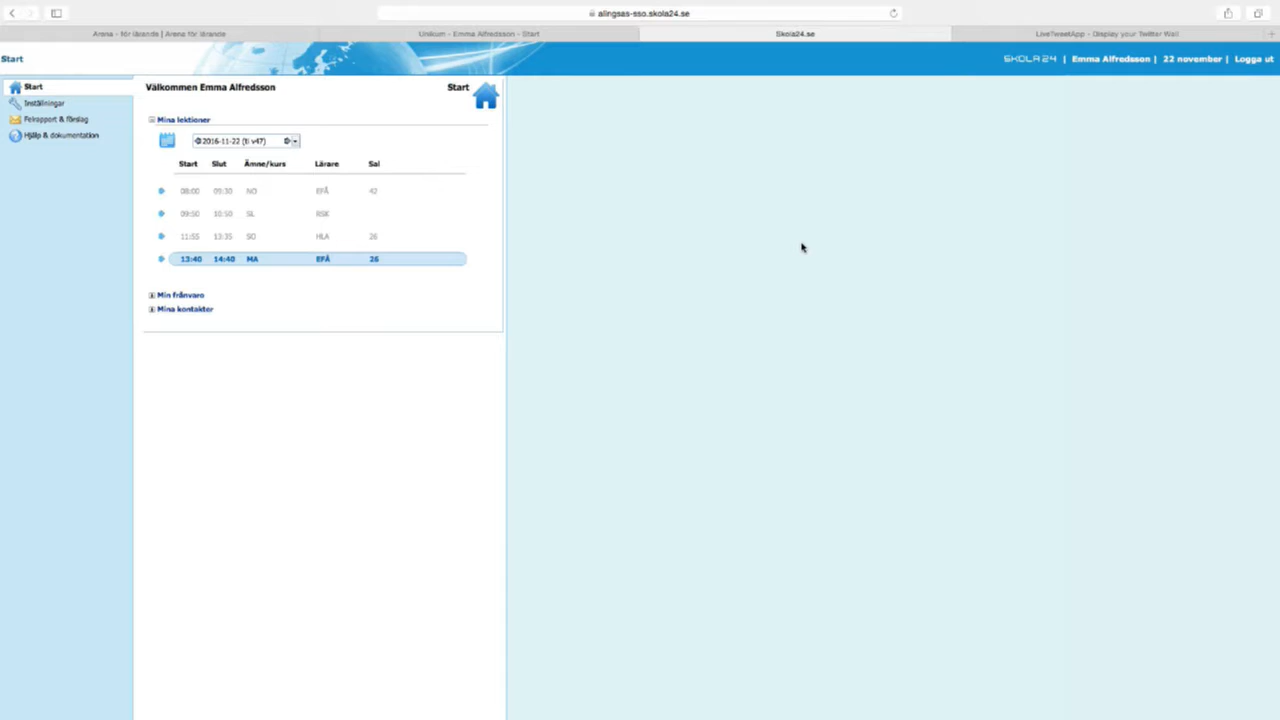 alingsas-sso.skola24.se
Arena - för lärande | Arena för lärande
Unikum - Emma Alfredsson - Start
Skola24.se
LiveTweetApp - Display your Twitter Wall
Start
SKOLA 24 | Emma Alfredsson | 22 november | Logga ut
Start
Inställningar
Felrapport & förslag
Hjälp & dokumentation
Välkommen Emma Alfredsson
Start
Mina lektioner
2016-11-22 (ti v47)
Start Slut Ämne/kurs Lärare Sal
08:00 09:30 NO EFÅ 42
09:50 10:50 SL RSK
11:55 13:35 SO HLA 26
13:40 14:40 MA EFÅ 26
Min frånvaro
Mina kontakter